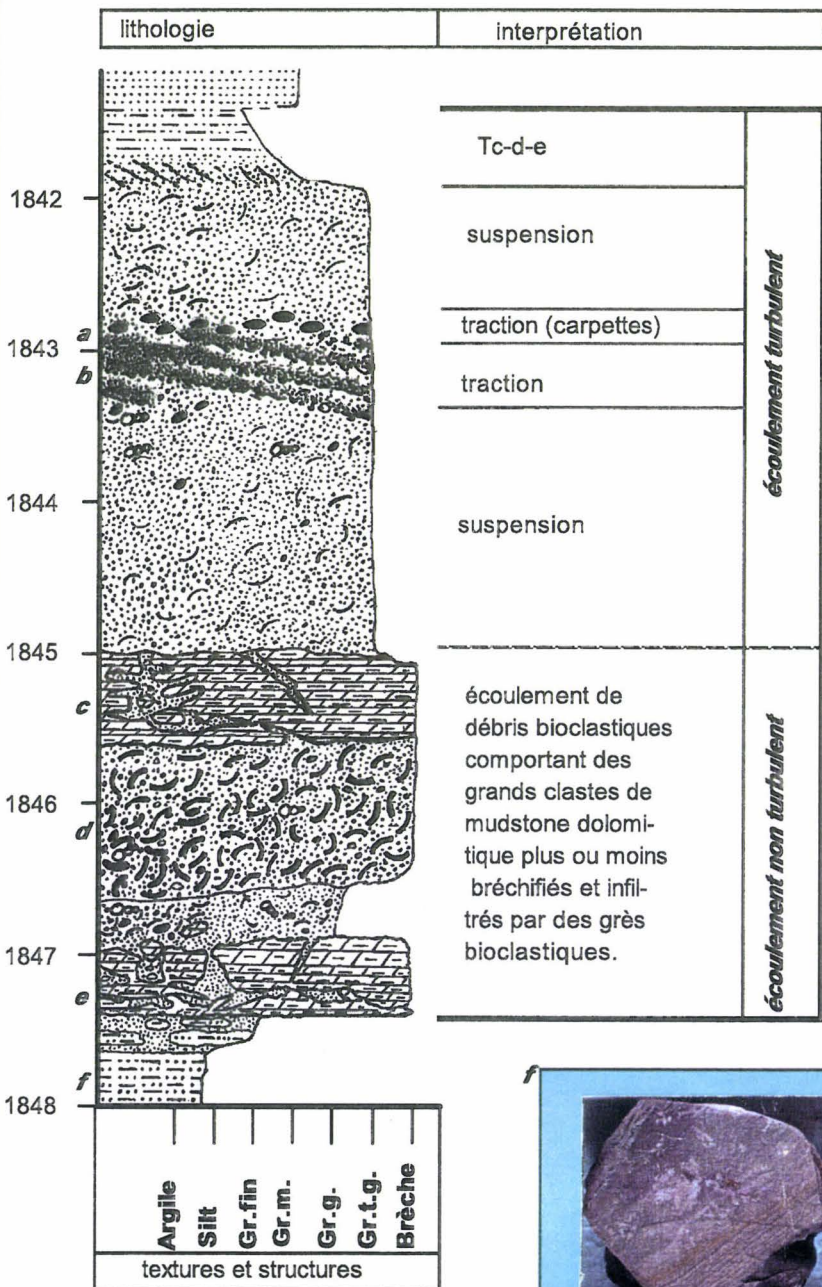 lithologie
interprétation
1842
1843
1844
1845
1846
1847
1848
a
b
c
d
e
f
Tc-d-e
suspension
traction (carpettes)
traction
suspension
écoulement de
débris bioclastiques
comportant des
grands clastes de
mudstone dolomi-
tique plus ou moins
bréchifiés et infil-
trés par des grès
bioclastiques.
écoulement turbulent
écoulement non turbulent
Argile
Silt
Gr.fin
Gr.m.
Gr.g.
Gr.t.g.
Brèche
textures et structures
f